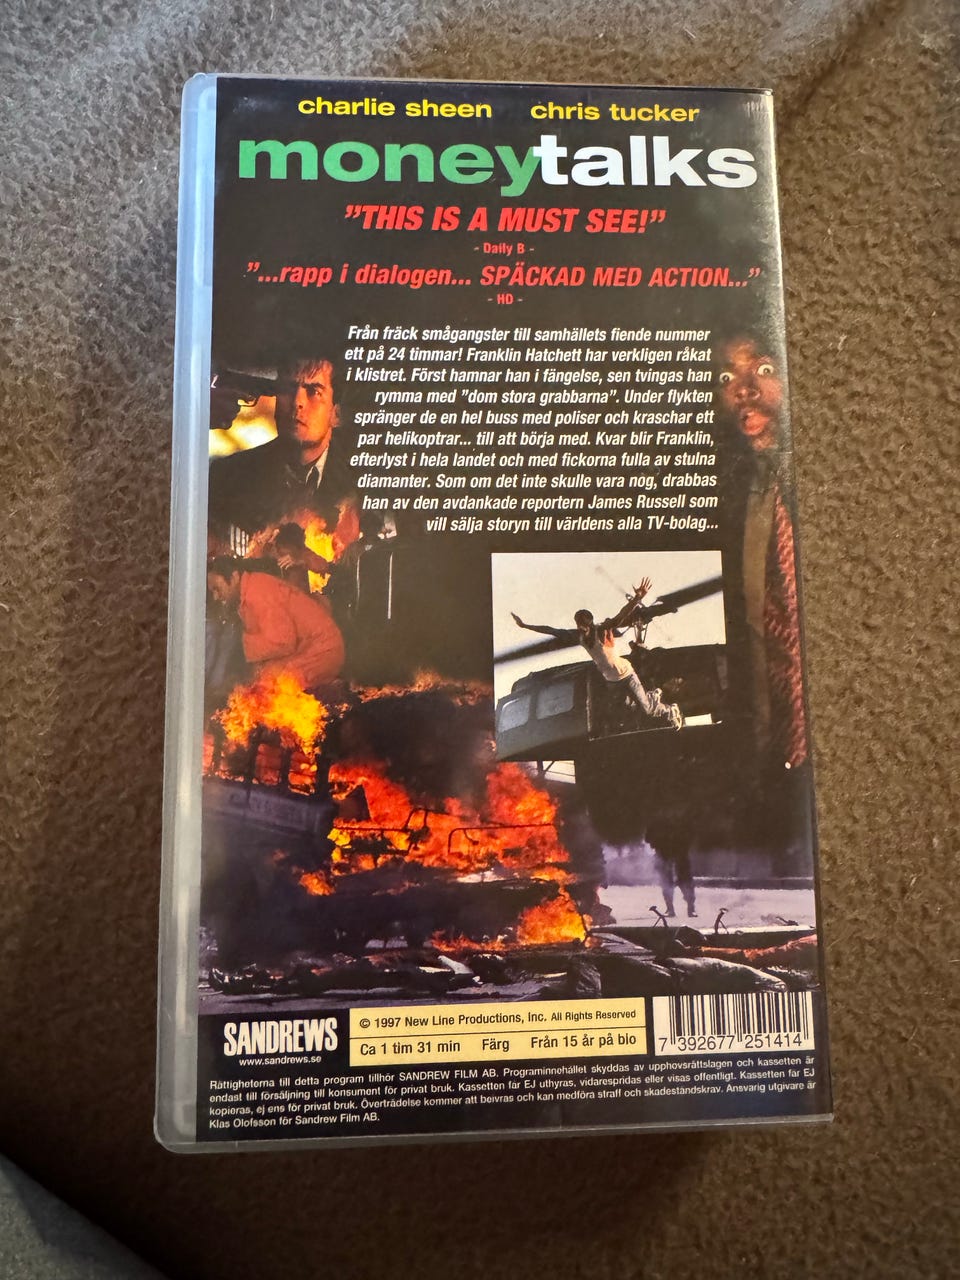 charlie sheen chris tucker
moneytalks
"THIS IS A MUST SEE!"
- Daily B -
"...rapp i dialogen... SPÄCKAD MED ACTION..."
- HD -
Från fräck smågangster till samhällets fiende nummer
ett på 24 timmar! Franklin Hatchett har verkligen råkat
i klistret. Först hamnar han i fängelse, sen tvingas han
rymma med "dom stora grabbarna". Under flykten
spränger de en hel buss med poliser och kraschar ett
par helikoptrar... till att börja med. Kvar blir Franklin,
efterlyst i hela landet och med fickorna fulla av stulna
diamanter. Som om det inte skulle vara nog, drabbas
han av den avdankade reportern James Russell som
vill sälja storyn till världens alla TV-bolag...
SANDREWS
www.sandrews.se
© 1997 New Line Productions, Inc. All Rights Reserved
Ca 1 tim 31 min Färg Från 15 år på bio
7 392677 251414
Rättigheterna till detta program tillhör SANDREW FILM AB. Programinnehållet skyddas av upphovsrättslagen och kassetten är
endast till försäljning till konsument för privat bruk. Kassetten får EJ uthyras, vidarespridas eller visas offentligt. Kassetten får EJ
kopieras, ej ens för privat bruk. Överträdelse kommer att beivras och kan medföra straff och skadeståndskrav. Ansvarig utgivare är
Klas Olofsson för Sandrew Film AB.